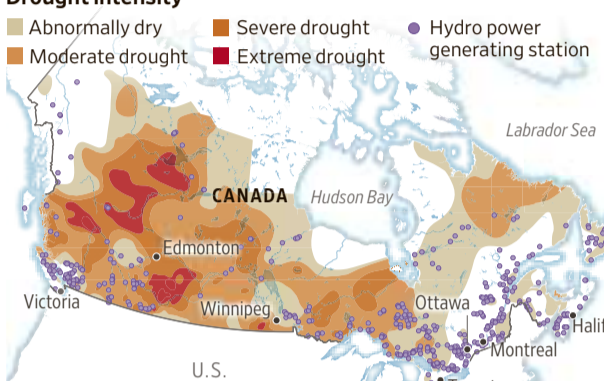 Drought intensity
Abnormally dry
Moderate drought
Severe drought
Extreme drought
Hydro power
generating station
Labrador Sea
CANADA
Hudson Bay
Edmonton
Victoria
Winnipeg
Ottawa
Halif
Montreal
U.S.